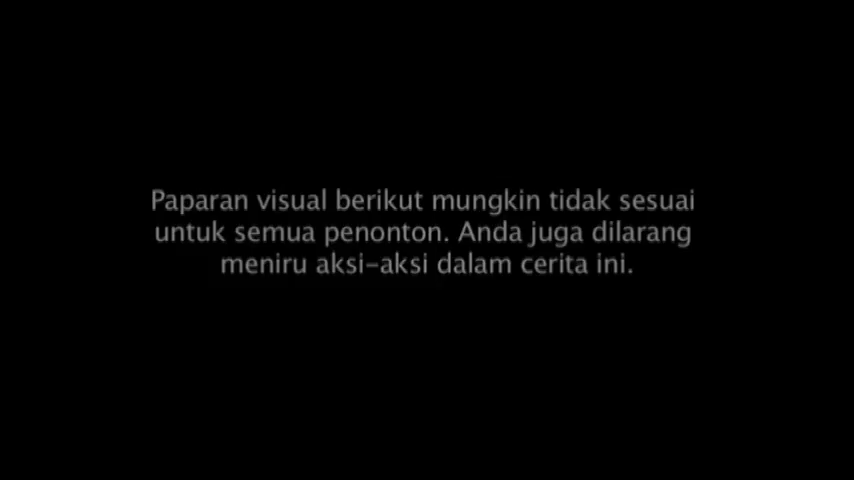 Paparan visual berikut mungkin tidak sesuai
untuk semua penonton. Anda juga dilarang
meniru aksi-aksi dalam cerita ini.